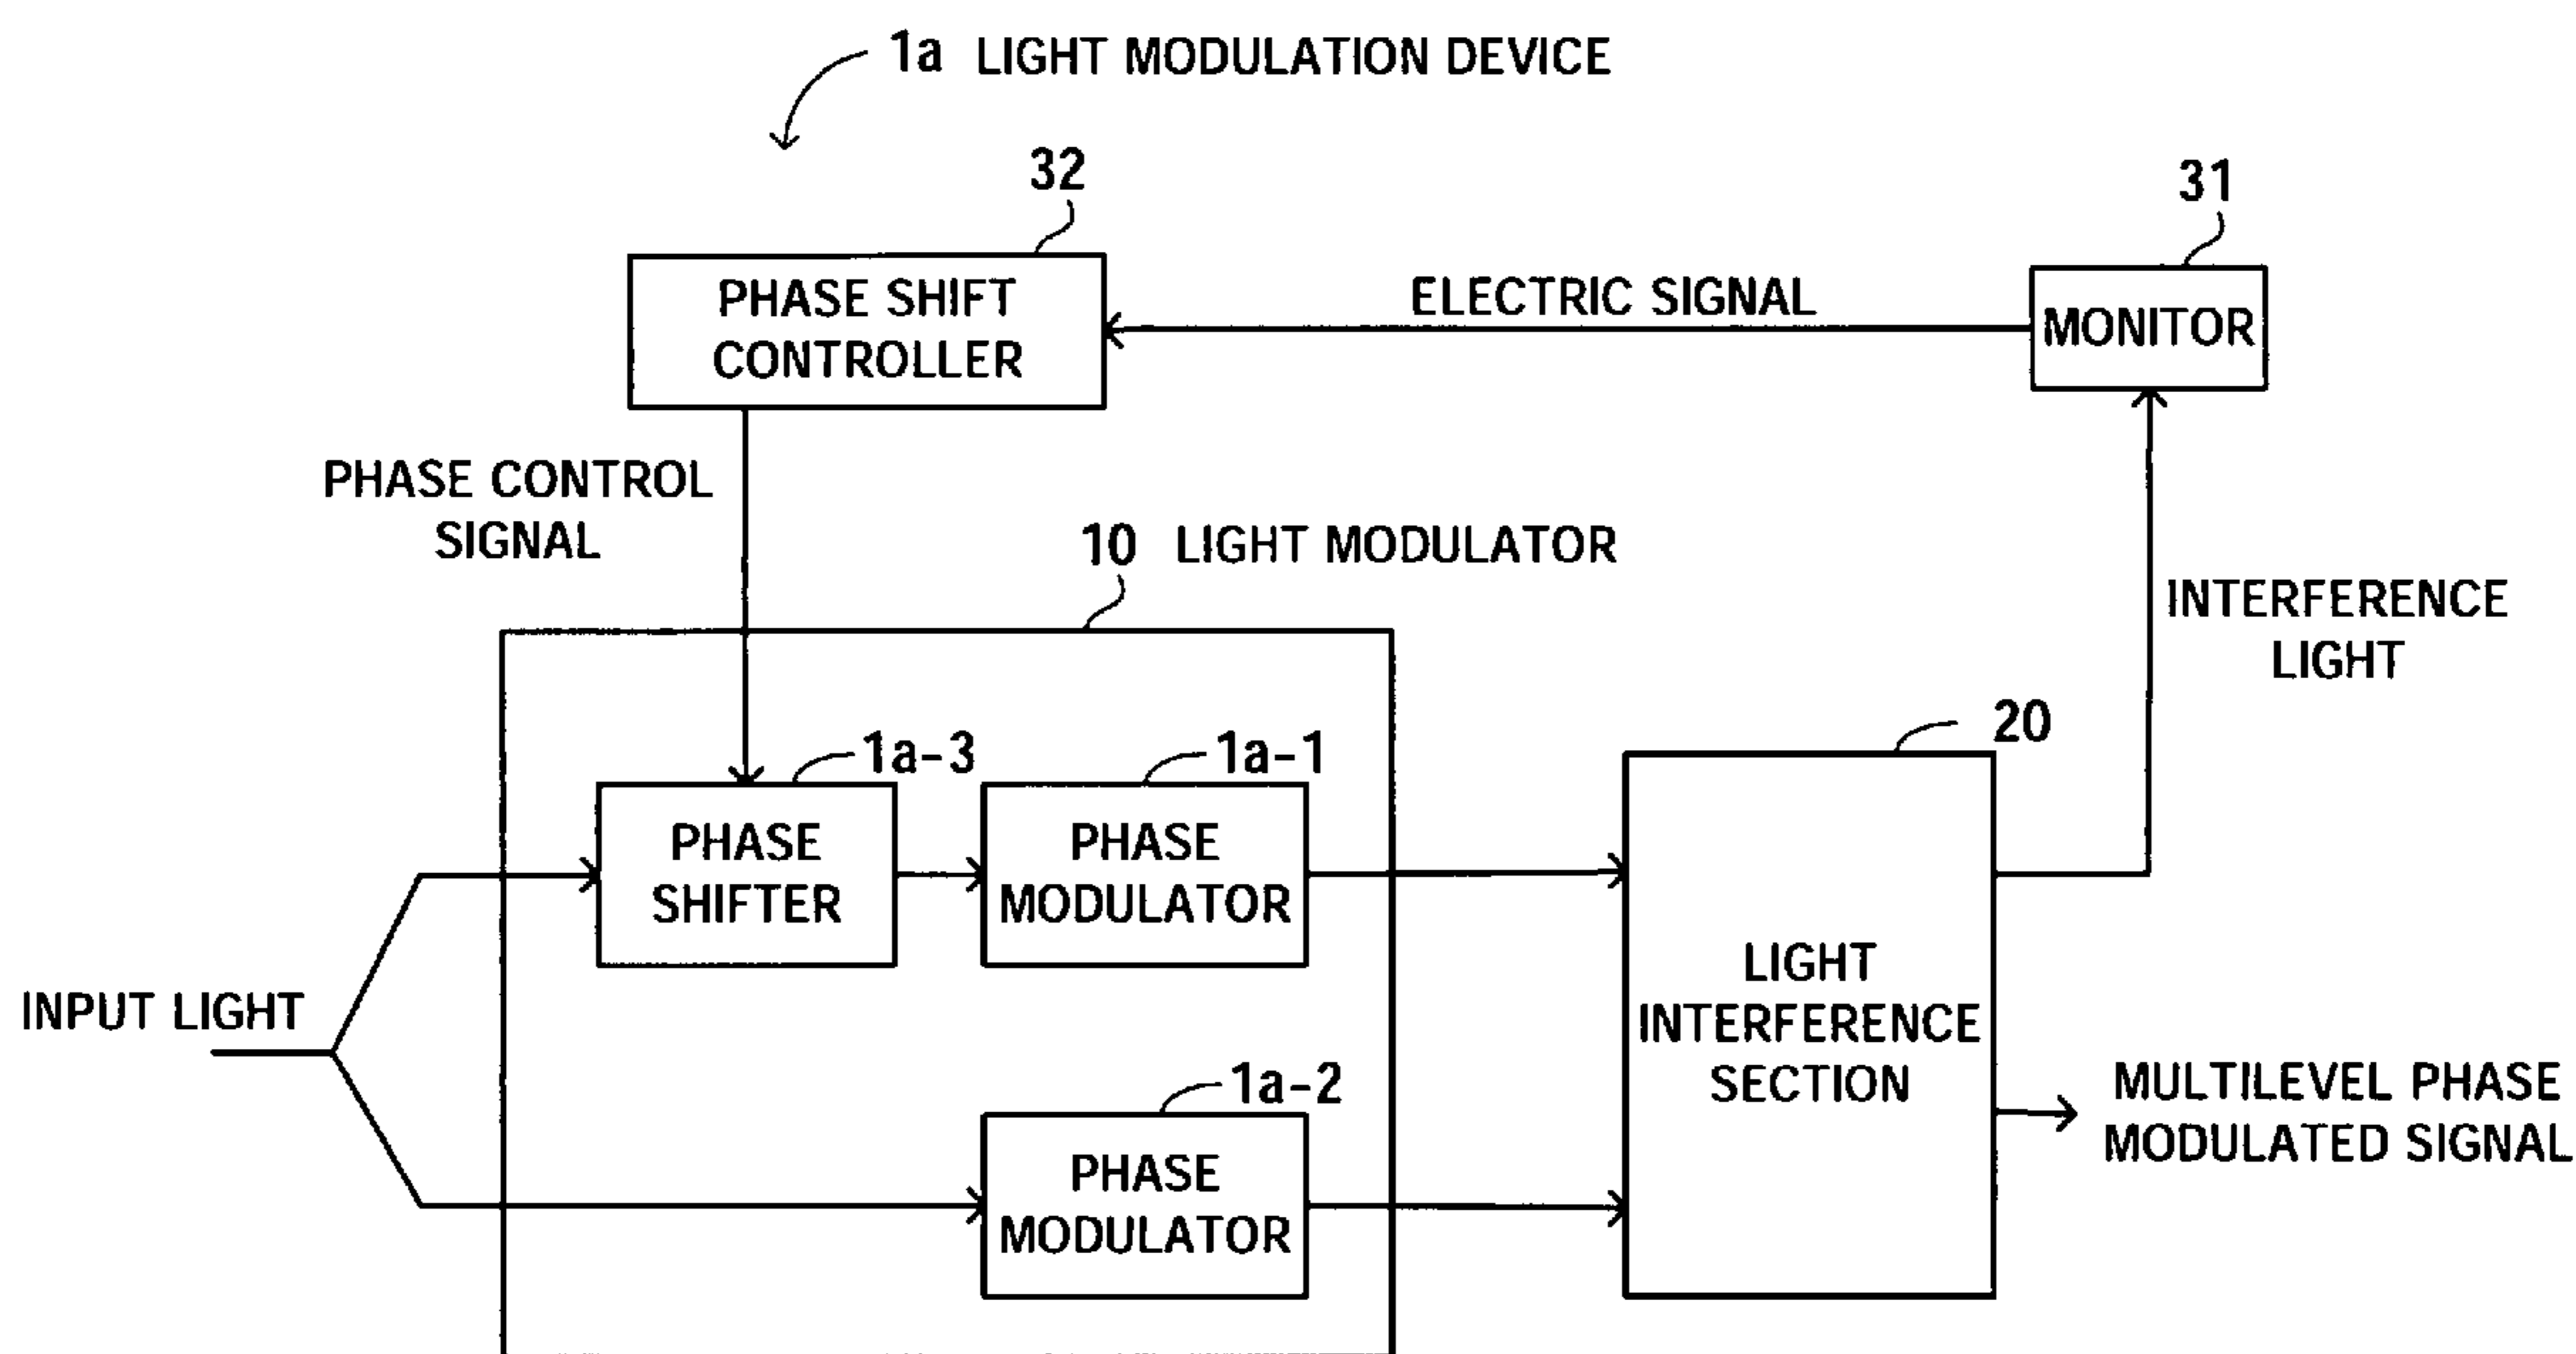 1a LIGHT MODULATION DEVICE
32
31
PHASE SHIFT
CONTROLLER
ELECTRIC SIGNAL
MONITOR
PHASE CONTROL
SIGNAL
10 LIGHT MODULATOR
INTERFERENCE
LIGHT
20
1a-3
1a-1
PHASE
SHIFTER
PHASE
MODULATOR
LIGHT
INTERFERENCE
SECTION
INPUT LIGHT
1a-2
PHASE
MODULATOR
MULTILEVEL PHASE
MODULATED SIGNAL